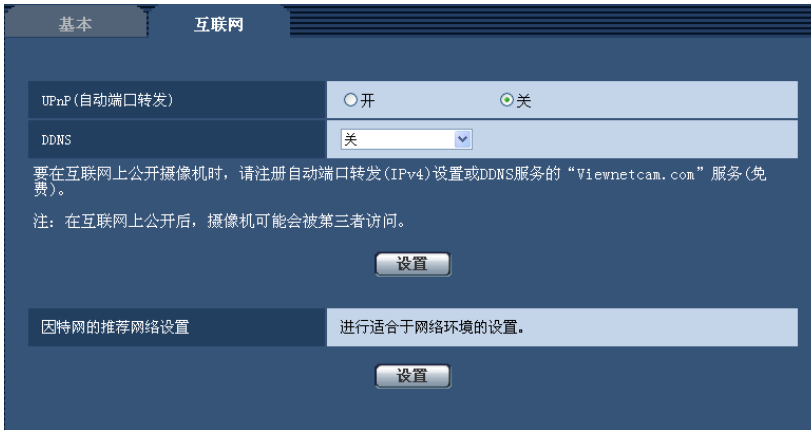 基本
互联网
UPnP(自动端口转发)
开
关
DDNS
关
要在互联网上公开摄像机时，请注册自动端口转发(IPv4)设置或DDNS服务的“Viewnetcam.com”服务(免
费)。
注：在互联网上公开后，摄像机可能会被第三者访问。
设置
因特网的推荐网络设置
进行适合于网络环境的设置。
设置